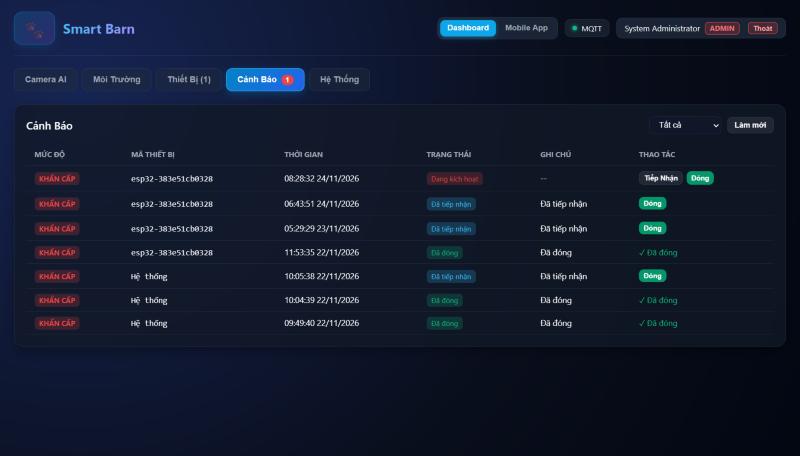 Smart Barn
Dashboard Mobile App MQTT System Administrator ADMIN Thoát
Camera AI Môi Trường Thiết Bị (1) Cảnh Báo 1 Hệ Thống
Cảnh Báo Tất cả Làm mới
MỨC ĐỘ MÃ THIẾT BỊ THỜI GIAN TRẠNG THÁI GHI CHÚ THAO TÁC
KHẨN CẤP esp32-383e51cb0328 08:28:32 24/11/2026 Đang kích hoạt -- Tiếp Nhận Đóng
KHẨN CẤP esp32-383e51cb0328 06:43:51 24/11/2026 Đã tiếp nhận Đã tiếp nhận Đóng
KHẨN CẤP esp32-383e51cb0328 05:29:29 23/11/2026 Đã tiếp nhận Đã tiếp nhận Đóng
KHẨN CẤP esp32-383e51cb0328 11:53:35 22/11/2026 Đã đóng Đã đóng ✓ Đã đóng
KHẨN CẤP Hệ thống 10:05:38 22/11/2026 Đã tiếp nhận Đã tiếp nhận Đóng
KHẨN CẤP Hệ thống 10:04:39 22/11/2026 Đã đóng Đã đóng ✓ Đã đóng
KHẨN CẤP Hệ thống 09:49:40 22/11/2026 Đã đóng Đã đóng ✓ Đã đóng